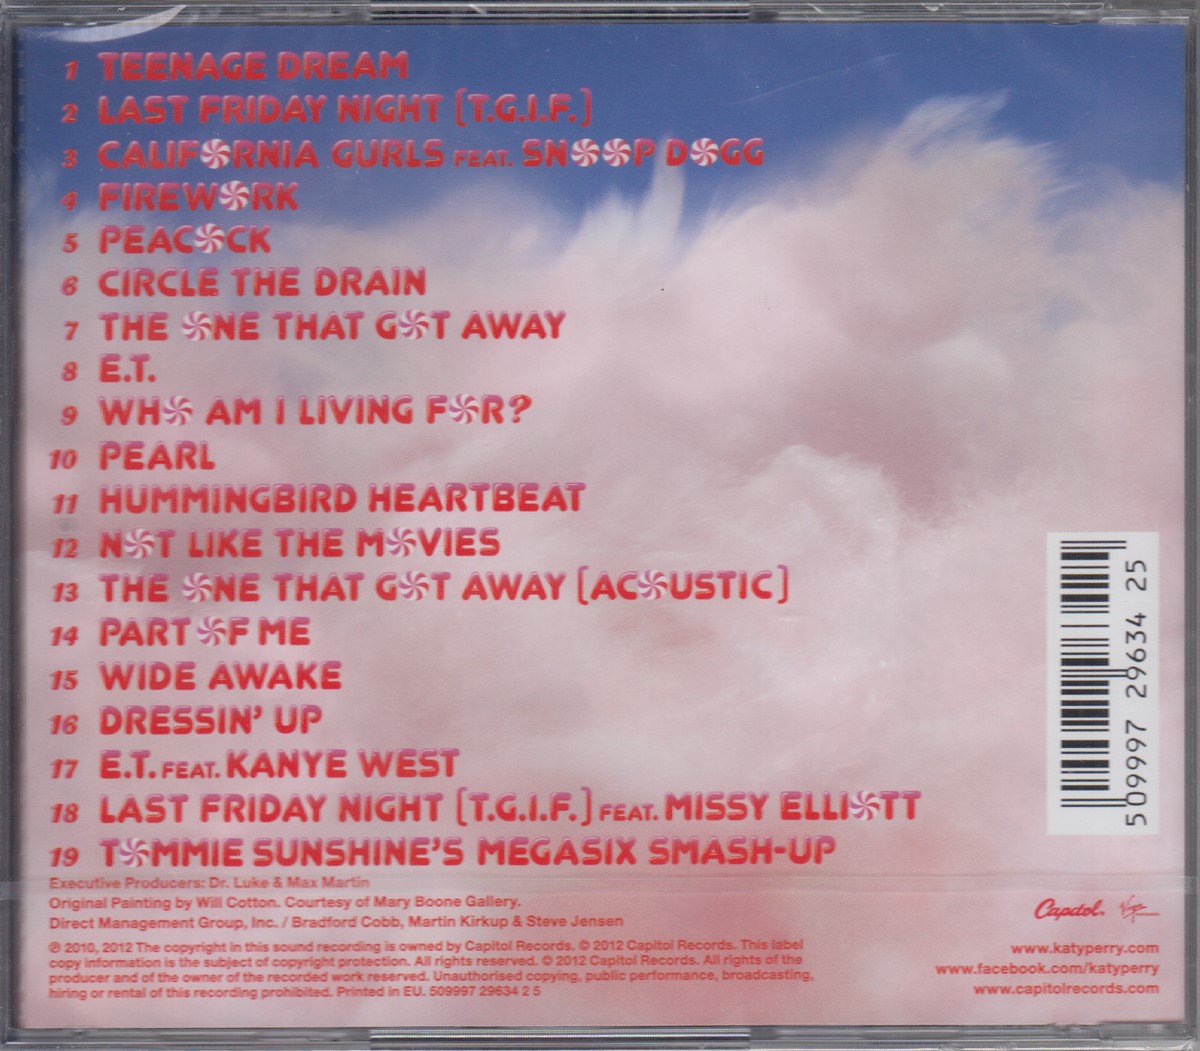 1 TEENAGE DREAM
2 LAST FRIDAY NIGHT (T.G.I.F.)
3 CALIFORNIA GURLS FEAT. SNOOP DOGG
4 FIREWORK
5 PEACOCK
6 CIRCLE THE DRAIN
7 THE ONE THAT GOT AWAY
8 E.T.
9 WHO AM I LIVING FOR?
10 PEARL
11 HUMMINGBIRD HEARTBEAT
12 NOT LIKE THE MOVIES
13 THE ONE THAT GOT AWAY (ACOUSTIC)
14 PART OF ME
15 WIDE AWAKE
16 DRESSIN' UP
17 E.T. FEAT. KANYE WEST
18 LAST FRIDAY NIGHT (T.G.I.F.) FEAT. MISSY ELLIOTT
19 TOMMIE SUNSHINE'S MEGASIX SMASH-UP
Executive Producers: Dr. Luke & Max Martin
Original Painting by Will Cotton. Courtesy of Mary Boone Gallery.
Direct Management Group, Inc. / Bradford Cobb, Martin Kirkup & Steve Jensen
℗ 2010, 2012 The copyright in this sound recording is owned by Capitol Records. © 2012 Capitol Records. This label
copy information is the subject of copyright protection. All rights reserved. © 2012 Capitol Records. All rights of the
producer and of the owner of the recorded work reserved. Unauthorised copying, public performance, broadcasting,
hiring or rental of this recording prohibited. Printed in EU. 509997 29634 2 5
5 09997 29634 25
Capitol. Virgin
www.katyperry.com
www.facebook.com/katyperry
www.capitolrecords.com